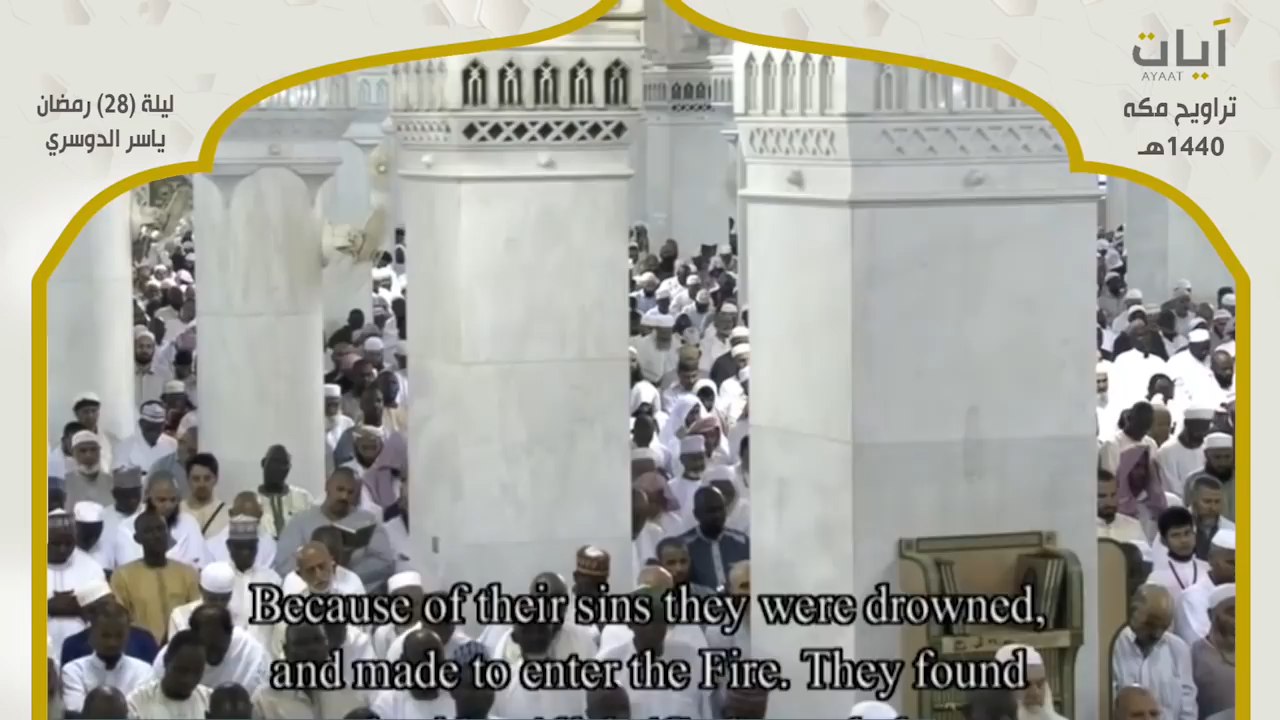 آيات
AYAAT
تراويح مكه
1440هـ
ليلة (28) رمضان
ياسر الدوسري
Because of their sins they were drowned,
and made to enter the Fire. They found